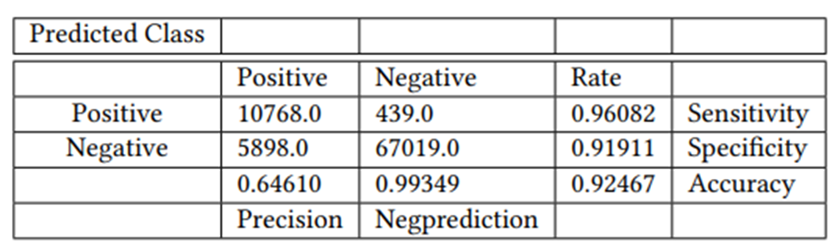 Predicted Class
Positive Negative Rate
Positive 10768.0 439.0 0.96082 Sensitivity
Negative 5898.0 67019.0 0.91911 Specificity
0.64610 0.99349 0.92467 Accuracy
Precision Negprediction